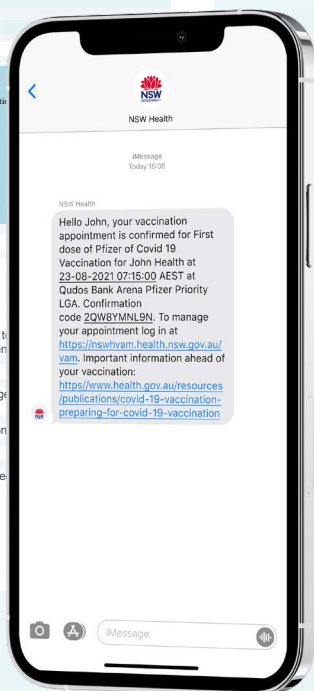 NSW
GOVERNMENT
NSW Health
iMessage
Today 15:35
NSW Health
Hello John, your vaccination
appointment is confirmed for First
dose of Pfizer of Covid 19
Vaccination for John Health at
23-08-2021 07:15:00 AEST at
Qudos Bank Arena Pfizer Priority
LGA. Confirmation
code 2QW8YMNL9N. To manage
your appointment log in at
https://nswhvam.health.nsw.gov.au/
vam. Important information ahead of
your vaccination:
https//www.health.gov.au/resources
/publications/covid-19-vaccination-
preparing-for-covid-19-vaccination
NSW
iMessage